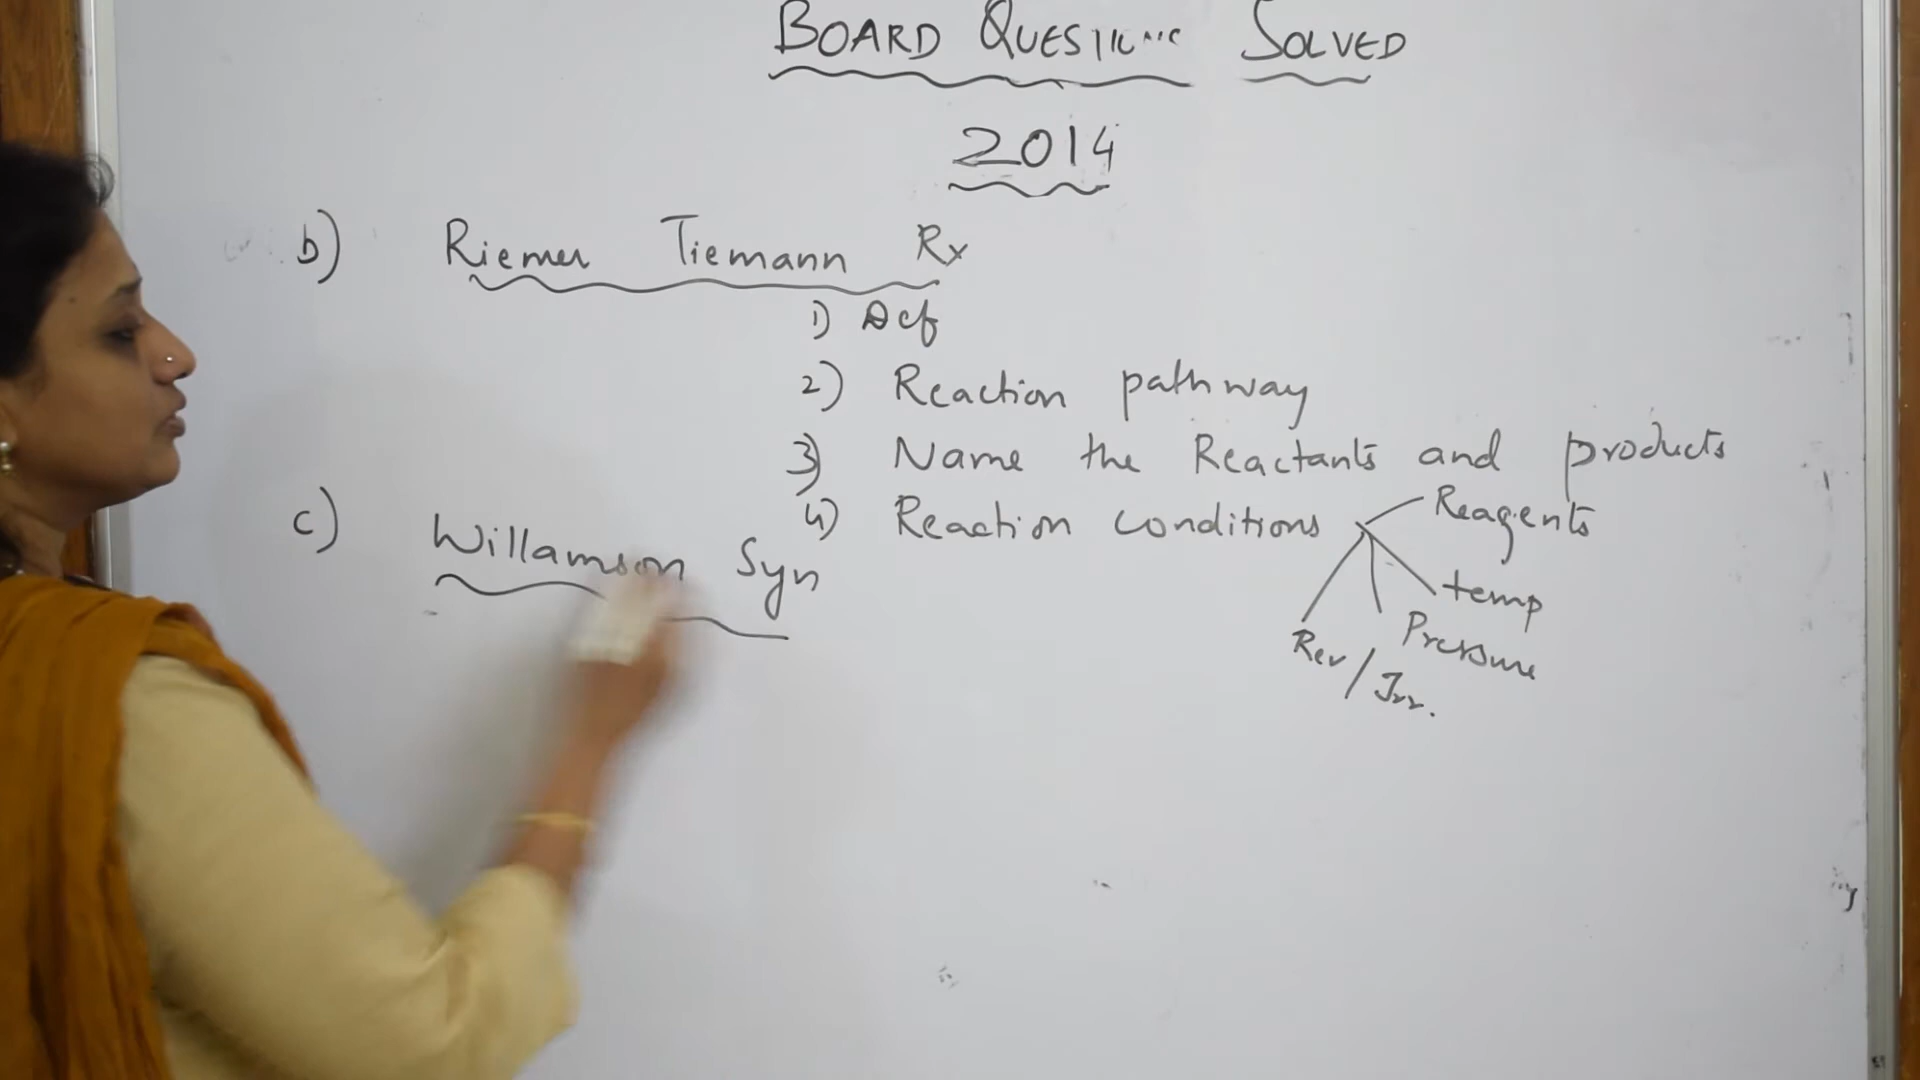 BOARD QUESTIONS SOLVED
2014
b) Riemer Tiemann Rx
1) Def
2) Reaction pathway
3) Name the Reactants and products
4) Reaction conditions
Reagents
temp
Pressure
Rev / Irr.
c) Willamson Syn